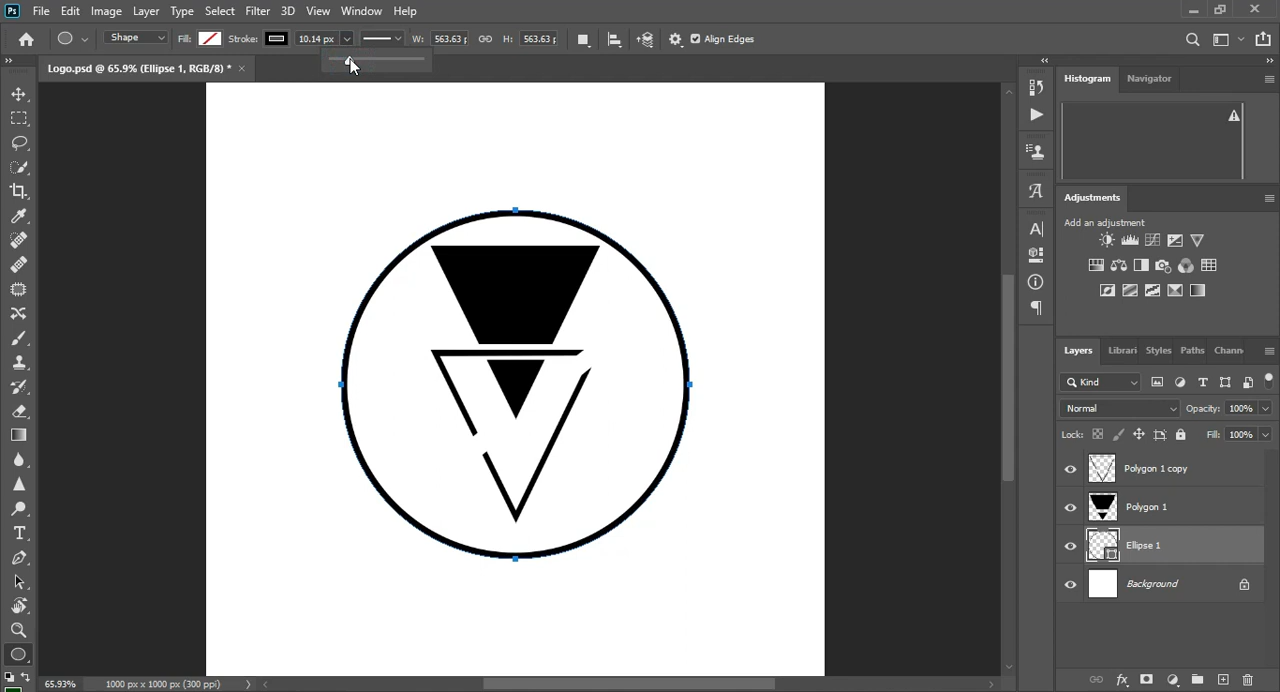 Ps File Edit Image Layer Type Select Filter 3D View Window Help
Shape Fill: Stroke: 10.14 px W: 563.63 p H: 563.63 p Align Edges
Logo.psd @ 65.9% (Ellipse 1, RGB/8) *
Histogram Navigator
Adjustments
Add an adjustment
Layers Librari Styles Paths Chann
Kind
Normal Opacity: 100%
Lock: Fill: 100%
Polygon 1 copy
Polygon 1
Ellipse 1
Background
65.93% 1000 px x 1000 px (300 ppi)